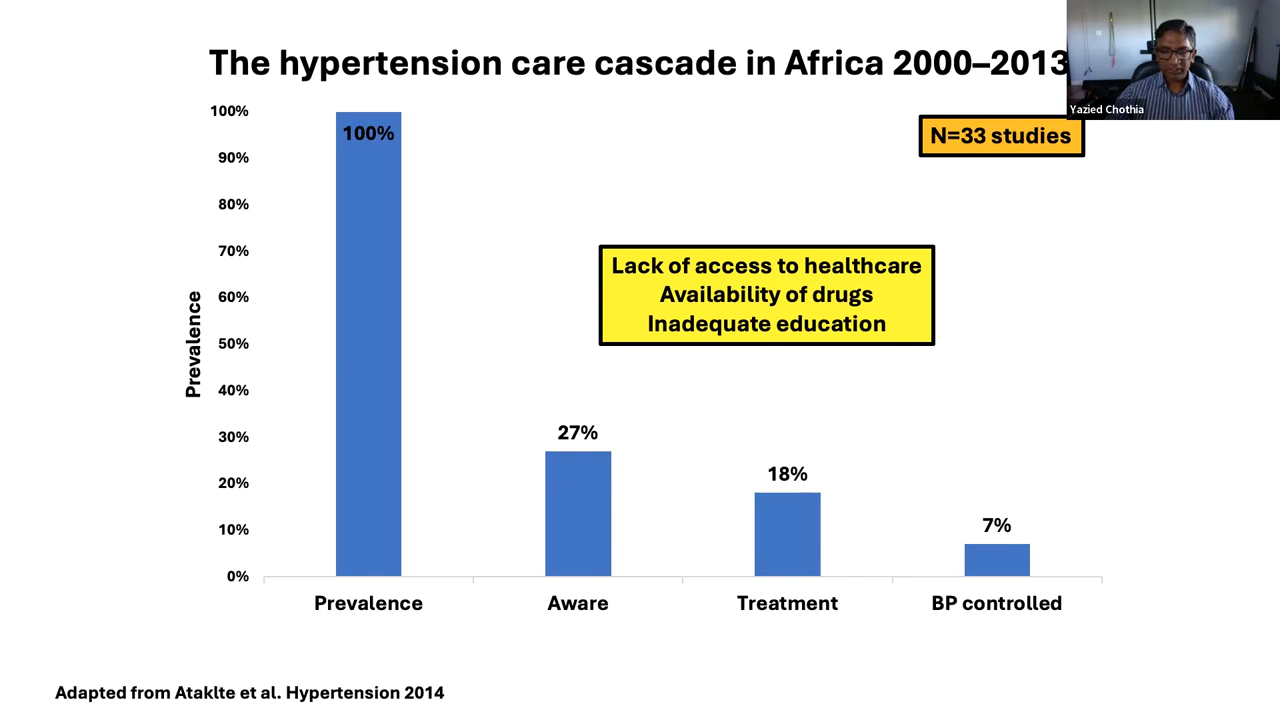 The hypertension care cascade in Africa 2000–2013
Yazied Chothia
N=33 studies
Lack of access to healthcare
Availability of drugs
Inadequate education
Prevalence
100%
90%
80%
70%
60%
50%
40%
30%
20%
10%
0%
100%
27%
18%
7%
Prevalence
Aware
Treatment
BP controlled
Adapted from Ataklte et al. Hypertension 2014